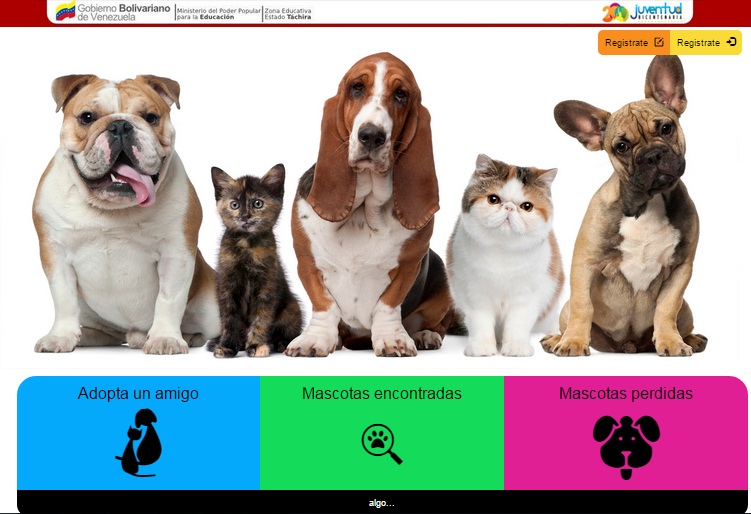 Gobierno Bolivariano
de Venezuela
Ministerio del Poder Popular
para la Educación
Zona Educativa
Estado Táchira
200 juventud
BICENTENARIA
Registrate
Registrate
Adopta un amigo
Mascotas encontradas
Mascotas perdidas
algo...